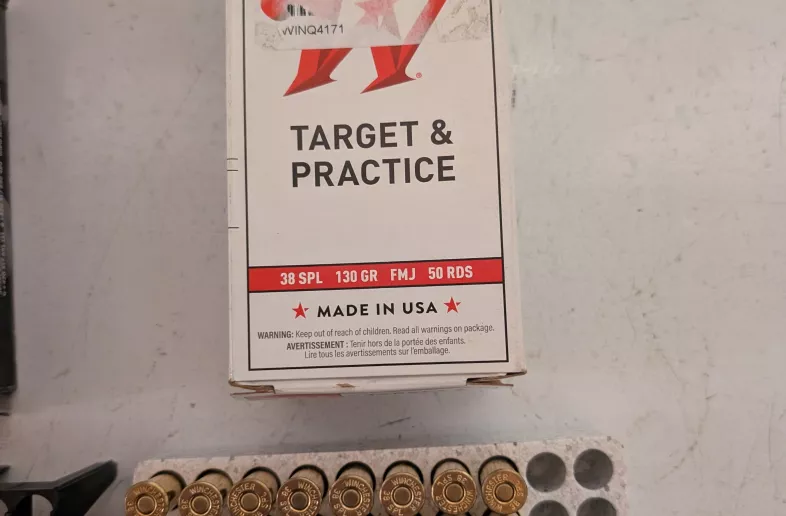 WINQ4171
®
TARGET &
PRACTICE
38 SPL 130 GR FMJ 50 RDS
MADE IN USA
WARNING: Keep out of reach of children. Read all warnings on package.
AVERTISSEMENT : Tenir hors de la portée des enfants.
Lire tous les avertissements sur l'emballage.
WINCHESTER